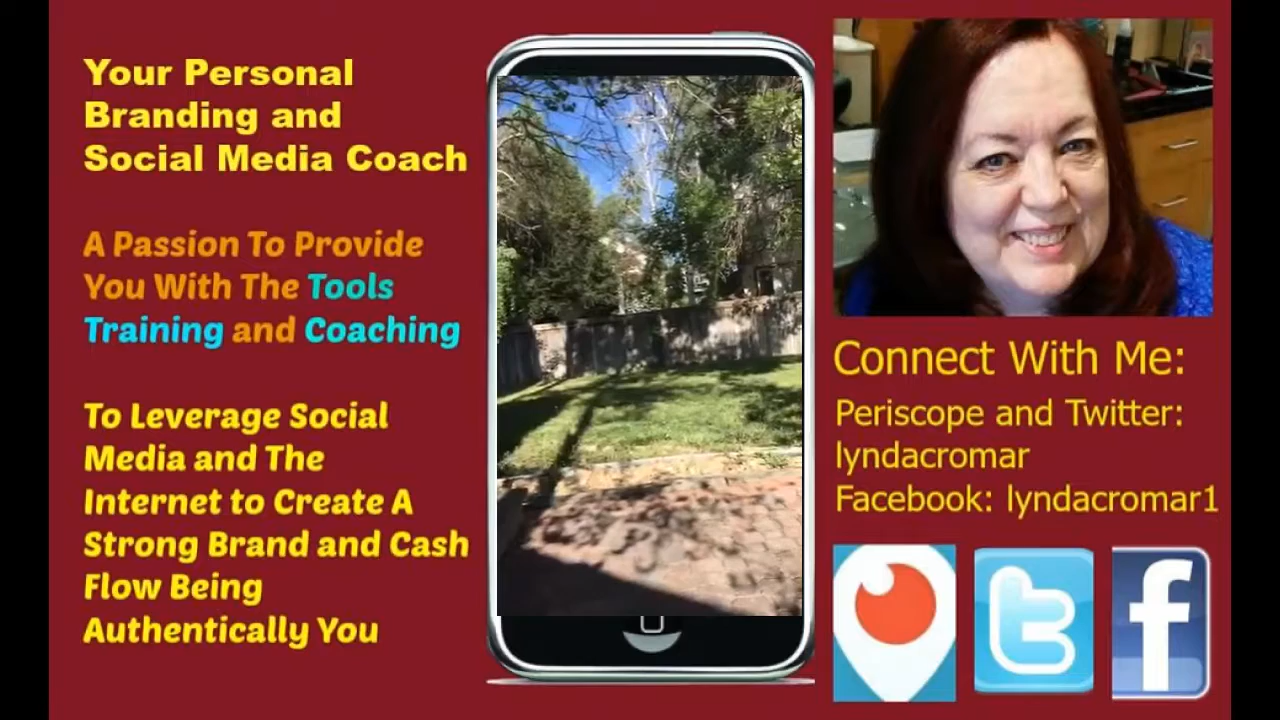 Your Personal
Branding and
Social Media Coach
A Passion To Provide
You With The Tools
Training and Coaching
To Leverage Social
Media and The
Internet to Create A
Strong Brand and Cash
Flow Being
Authentically You
Connect With Me:
Periscope and Twitter:
lyndacromar
Facebook: lyndacromar1